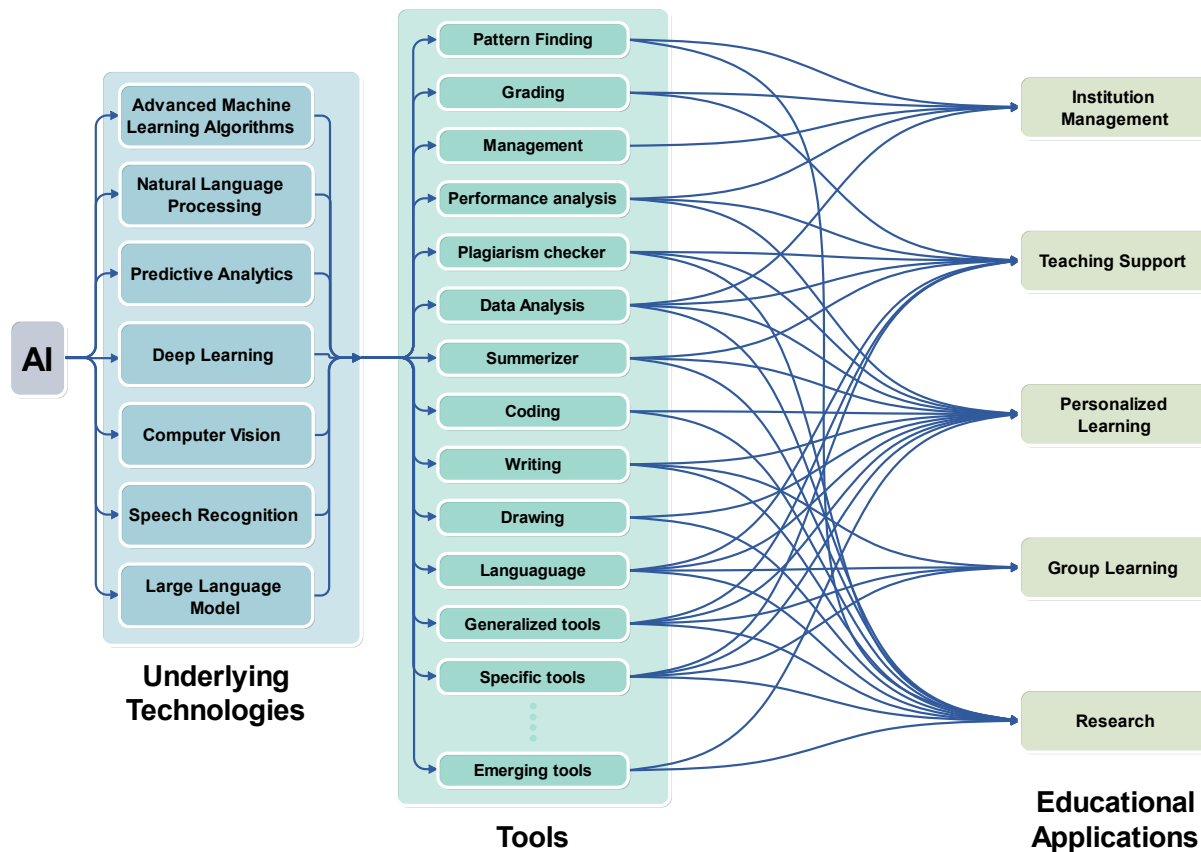 AI
Advanced Machine
Learning Algorithms
Natural Language
Processing
Predictive Analytics
Deep Learning
Computer Vision
Speech Recognition
Large Language
Model
Underlying
Technologies
Pattern Finding
Grading
Management
Performance analysis
Plagiarism checker
Data Analysis
Summerizer
Coding
Writing
Drawing
Languaguage
Generalized tools
Specific tools
Emerging tools
Tools
Institution
Management
Teaching Support
Personalized
Learning
Group Learning
Research
Educational
Applications